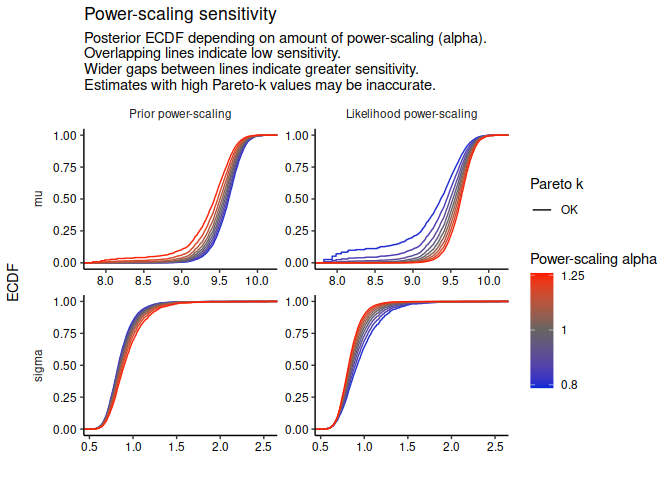 Power-scaling sensitivity
Posterior ECDF depending on amount of power-scaling (alpha).
Overlapping lines indicate low sensitivity.
Wider gaps between lines indicate greater sensitivity.
Estimates with high Pareto-k values may be inaccurate.
Prior power-scaling
Likelihood power-scaling
ECDF
mu
1.00
0.75
0.50
0.25
0.00
8.0 8.5 9.0 9.5 10.0
1.00
0.75
0.50
0.25
0.00
8.0 8.5 9.0 9.5 10.0
sigma
1.00
0.75
0.50
0.25
0.00
0.5 1.0 1.5 2.0 2.5
1.00
0.75
0.50
0.25
0.00
0.5 1.0 1.5 2.0 2.5
Pareto k
OK
Power-scaling alpha
1.25
1
0.8